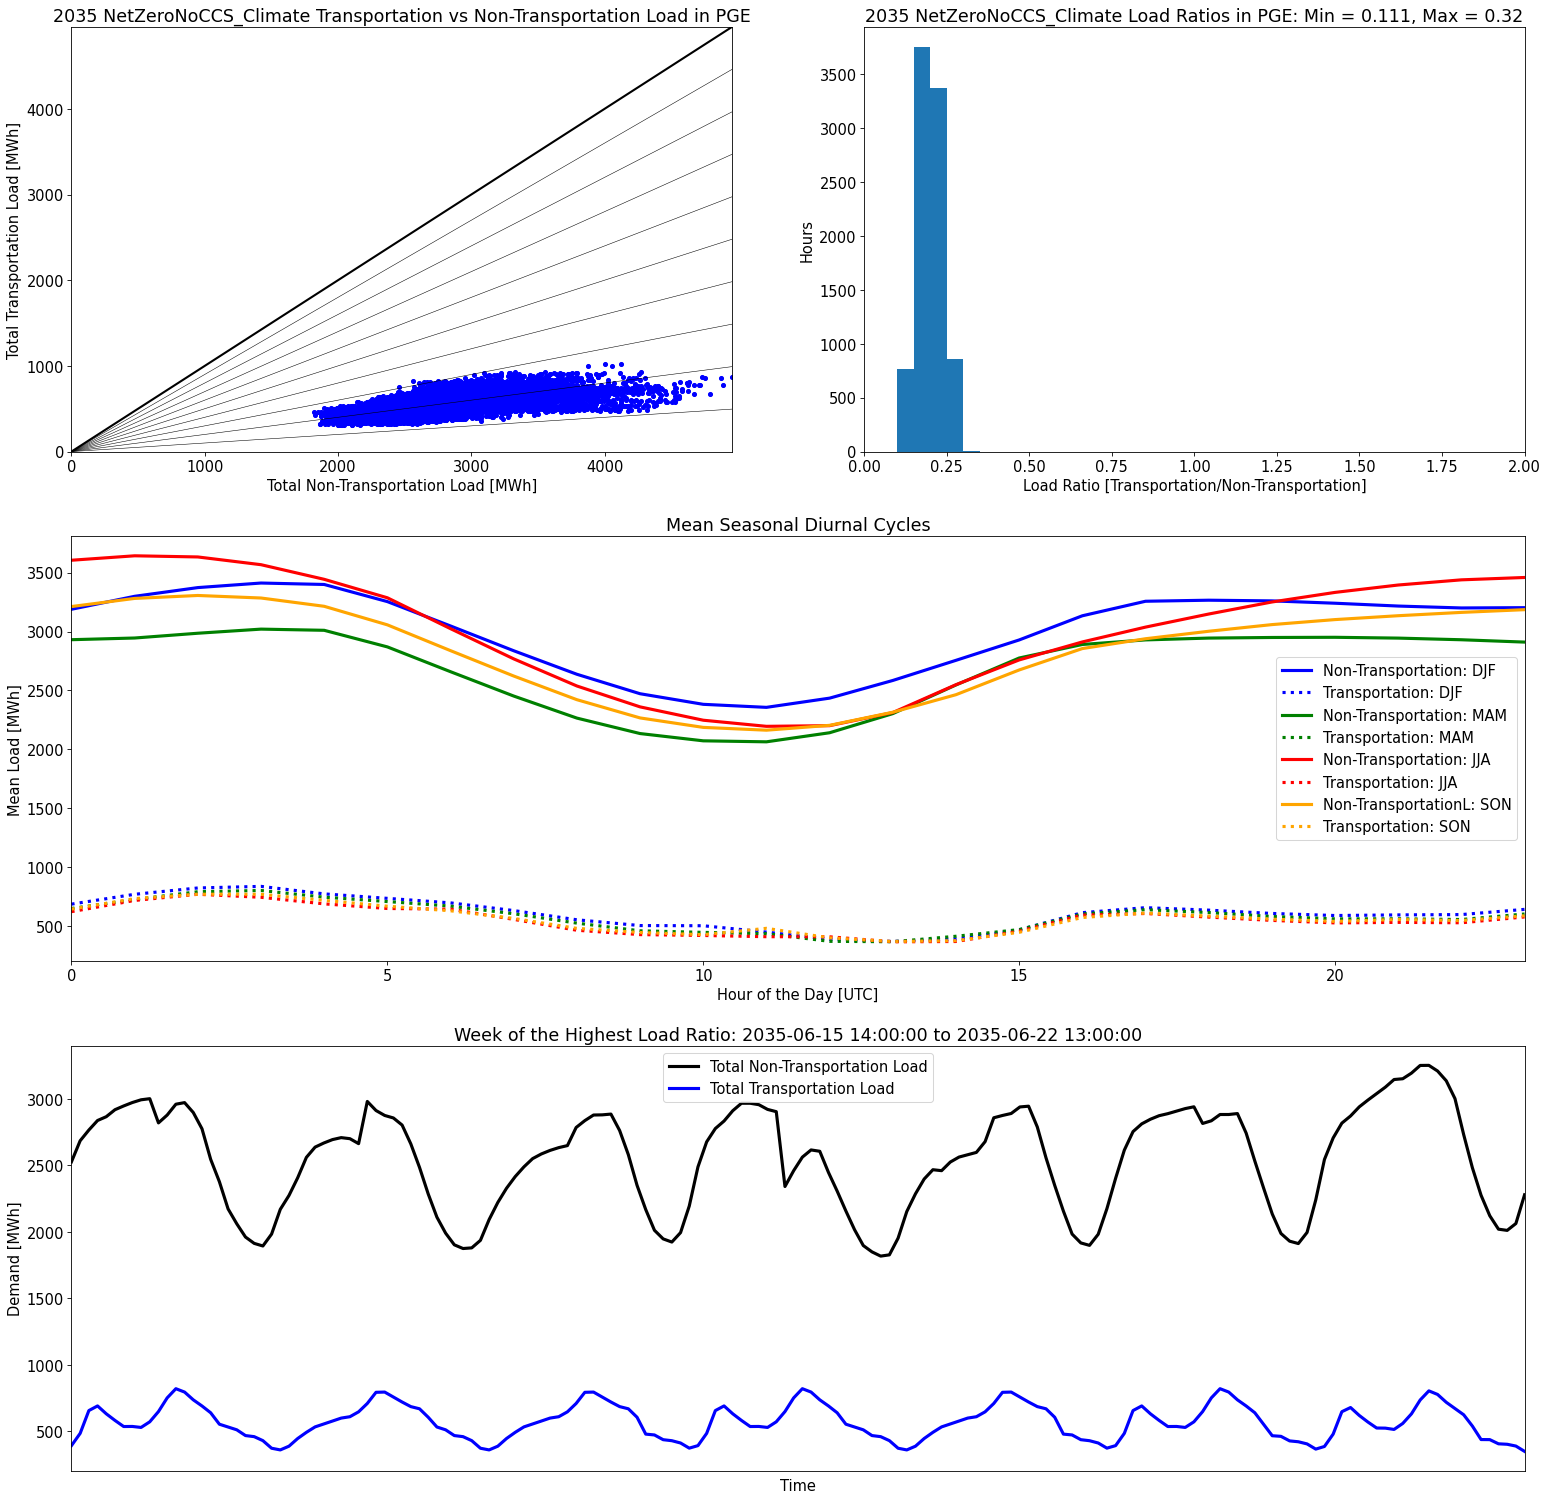 2035 NetZeroNoCCS_Climate Transportation vs Non-Transportation Load in PGE
Total Transportation Load [MWh]
4000
3000
2000
1000
0
0 1000 2000 3000 4000
Total Non-Transportation Load [MWh]
2035 NetZeroNoCCS_Climate Load Ratios in PGE: Min = 0.111, Max = 0.32
Hours
3500
3000
2500
2000
1500
1000
500
0
0.00 0.25 0.50 0.75 1.00 1.25 1.50 1.75 2.00
Load Ratio [Transportation/Non-Transportation]
Mean Seasonal Diurnal Cycles
Mean Load [MWh]
3500
3000
2500
2000
1500
1000
500
Non-Transportation: DJF
Transportation: DJF
Non-Transportation: MAM
Transportation: MAM
Non-Transportation: JJA
Transportation: JJA
Non-TransportationL: SON
Transportation: SON
0 5 10 15 20
Hour of the Day [UTC]
Week of the Highest Load Ratio: 2035-06-15 14:00:00 to 2035-06-22 13:00:00
Total Non-Transportation Load
Total Transportation Load
Demand [MWh]
3000
2500
2000
1500
1000
500
Time